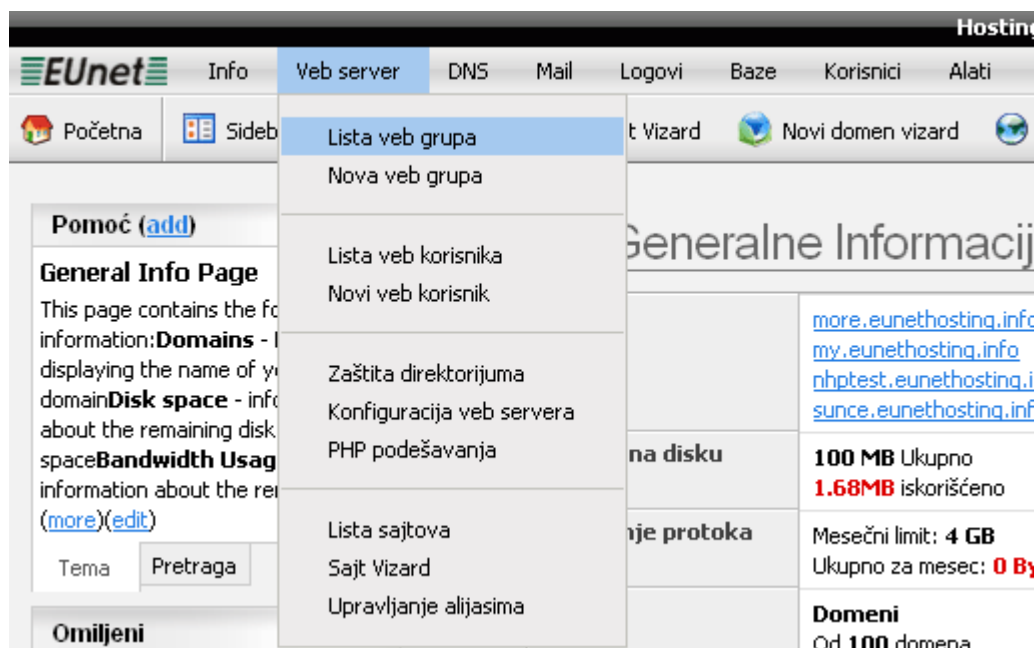 Hosting
EUnet Info Veb server DNS Mail Logovi Baze Korisnici Alati
Početna Sideb t Vizard Novi domen vizard
Lista veb grupa
Nova veb grupa
Lista veb korisnika
Novi veb korisnik
Zaštita direktorijuma
Konfiguracija veb servera
PHP podešavanja
Lista sajtova
Sajt Vizard
Upravljanje alijasima
Pomoć (add)
General Info Page
This page contains the fo
information:Domains -
displaying the name of yo
domainDisk space - info
about the remaining disk
spaceBandwidth Usag
information about the re
(more)(edit)
Tema Pretraga
Omiljeni
Generalne Informacij
more.eunethosting.info
my.eunethosting.info
nhptest.eunethosting.i
sunce.eunethosting.inf
na disku
100 MB Ukupno
1.68MB iskorišćeno
nje protoka
Mesečni limit: 4 GB
Ukupno za mesec: 0 By
Domeni
Od 100 domena